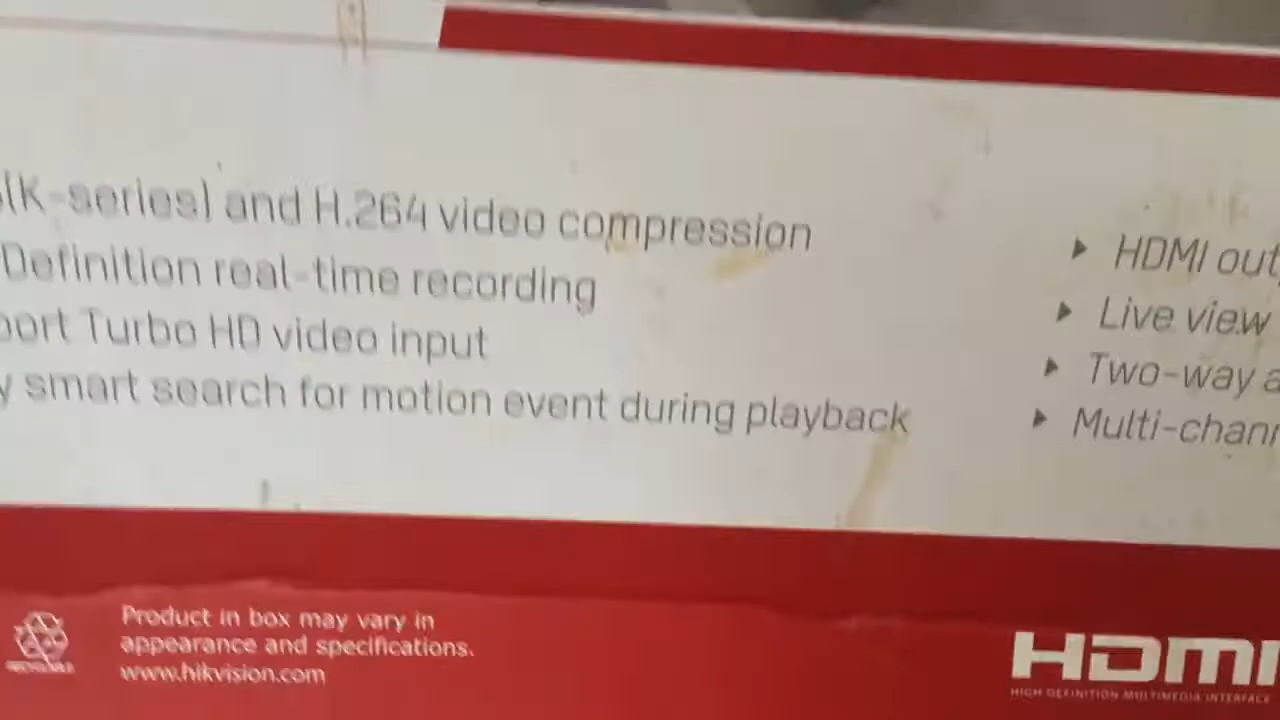 (K-series) and H.264 video compression
Definition real-time recording
port Turbo HD video input
y smart search for motion event during playback
HDMI out
Live view
Two-way a
Multi-chan
Product in box may vary in
appearance and specifications.
www.hikvision.com
HDMI
HIGH DEFINITION MULTIMEDIA INTERFACE